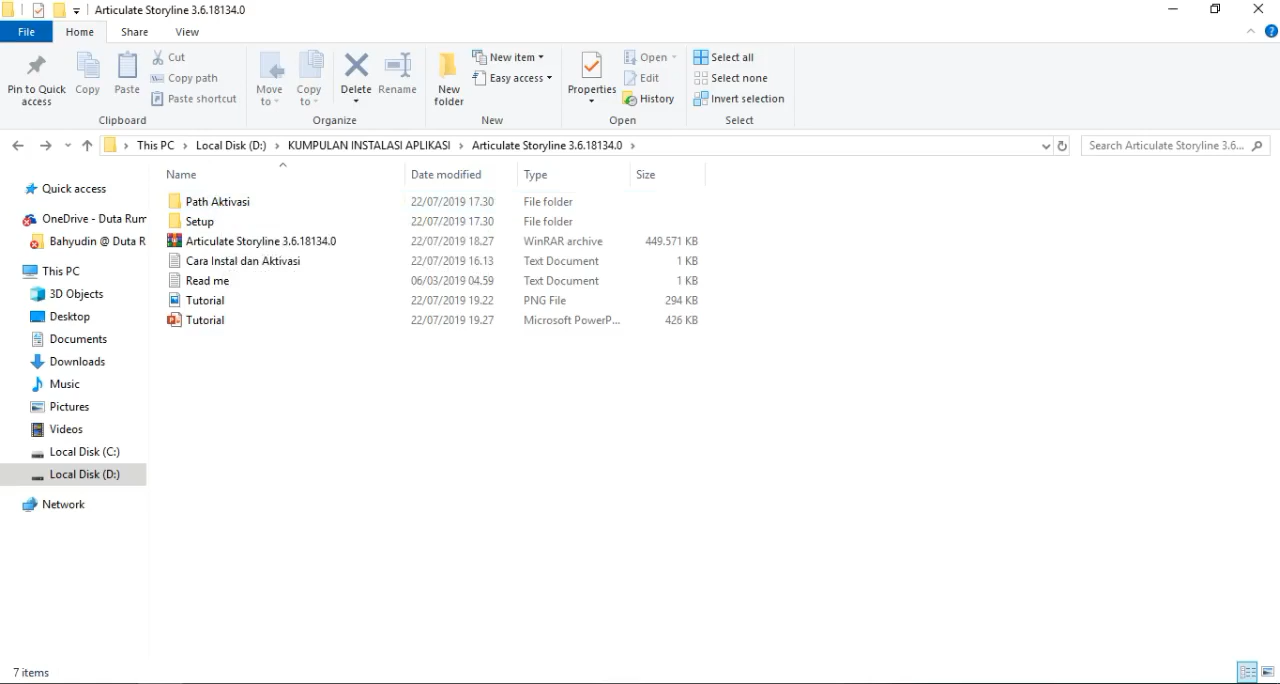 Articulate Storyline 3.6.18134.0
File Home Share View
Pin to Quick access
Copy
Paste
Cut
Copy path
Paste shortcut
Clipboard
Move to
Copy to
Delete
Rename
Organize
New folder
New item
Easy access
New
Properties
Open
Edit
History
Open
Select all
Select none
Invert selection
Select
This PC Local Disk (D:) KUMPULAN INSTALASI APLIKASI Articulate Storyline 3.6.18134.0
Search Articulate Storyline 3.6...
Quick access
OneDrive - Duta Rum
Bahyudin @ Duta R
This PC
3D Objects
Desktop
Documents
Downloads
Music
Pictures
Videos
Local Disk (C:)
Local Disk (D:)
Network
Name Date modified Type Size
Path Aktivasi 22/07/2019 17.30 File folder
Setup 22/07/2019 17.30 File folder
Articulate Storyline 3.6.18134.0 22/07/2019 18.27 WinRAR archive 449.571 KB
Cara Instal dan Aktivasi 22/07/2019 16.13 Text Document 1 KB
Read me 06/03/2019 04.59 Text Document 1 KB
Tutorial 22/07/2019 19.22 PNG File 294 KB
Tutorial 22/07/2019 19.27 Microsoft PowerP... 426 KB
7 items